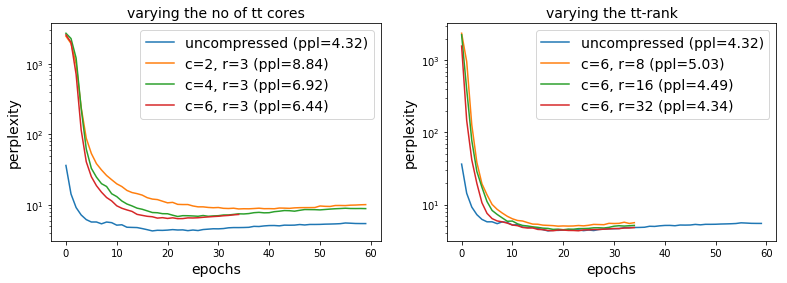 varying the no of tt cores
uncompressed (ppl=4.32)
c=2, r=3 (ppl=8.84)
c=4, r=3 (ppl=6.92)
c=6, r=3 (ppl=6.44)
perplexity
10³
10²
10¹
0 10 20 30 40 50 60
epochs
varying the tt-rank
uncompressed (ppl=4.32)
c=6, r=8 (ppl=5.03)
c=6, r=16 (ppl=4.49)
c=6, r=32 (ppl=4.34)
perplexity
10³
10²
10¹
0 10 20 30 40 50 60
epochs